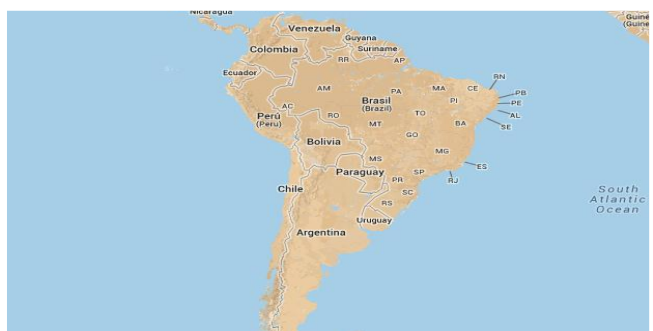 Nicaragua
Venezuela
Guyana
Suriname
Colombia
RR
AP
Ecuador
AM
PA
MA
CE
RN
PB
PE
AL
SE
PI
Brasil
(Brazil)
TO
AC
RO
MT
BA
Perú
(Peru)
GO
Bolivia
MG
MS
ES
SP
RJ
Paraguay
PR
SC
Chile
RS
Uruguay
Argentina
South
Atlantic
Ocean
Guiné
(Guine